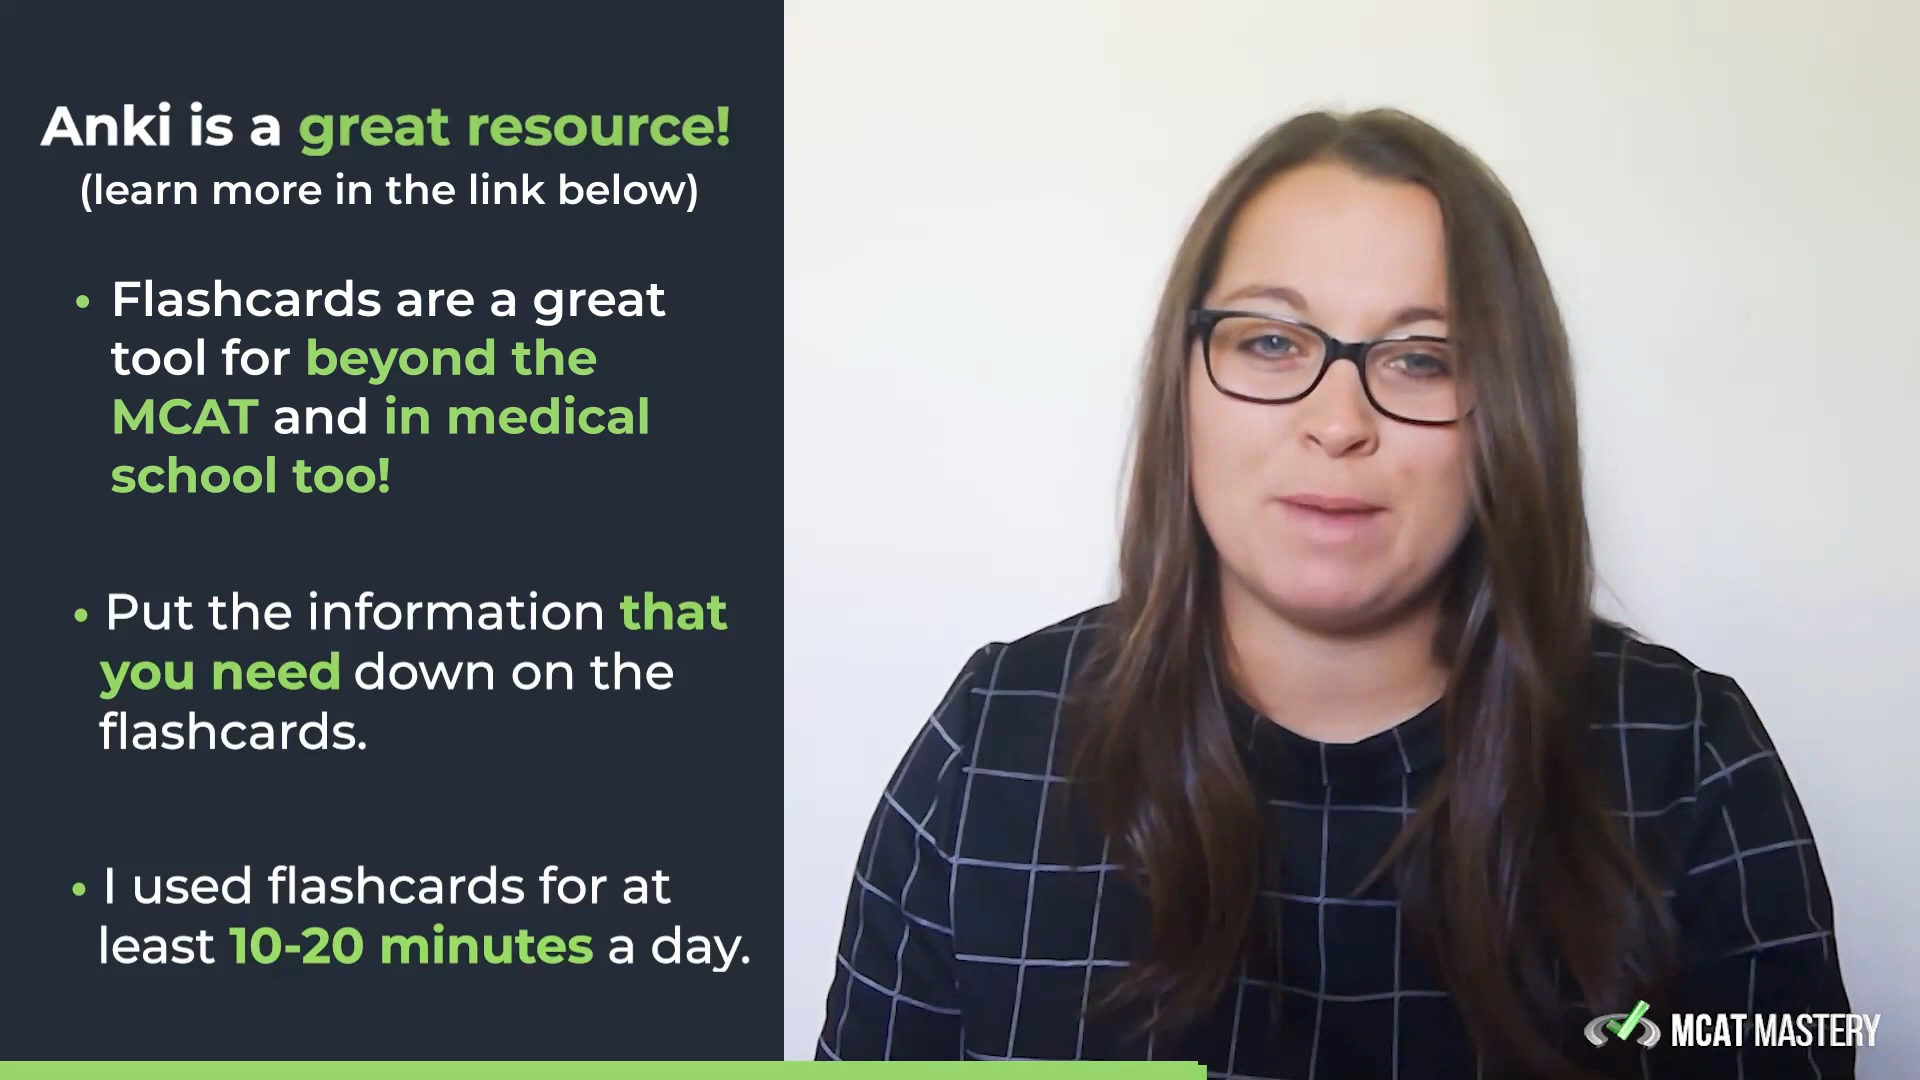 Anki is a great resource!
(learn more in the link below)
• Flashcards are a great
tool for beyond the
MCAT and in medical
school too!
• Put the information that
you need down on the
flashcards.
• I used flashcards for at
least 10-20 minutes a day.
MCAT MASTERY